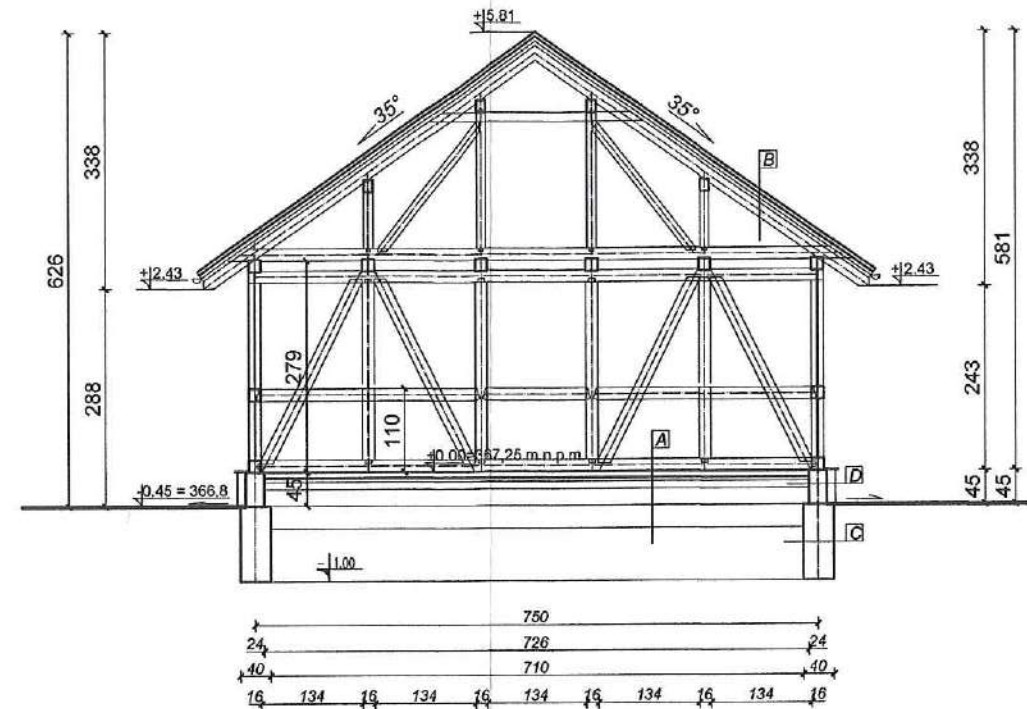 +5.81
35°
35°
B
338
338
626
581
+2.43
+2.43
279
288
243
110
A
±0.00=367,25 m.n.p.m
45
D
0.45 = 366,8
45
45
C
-1.00
750
24 726 24
40 710 40
16 134 16 134 16 134 16 134 16 134 16